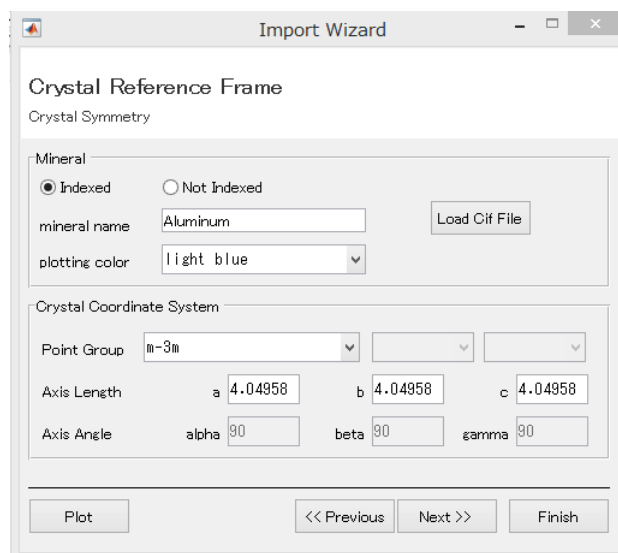 Import Wizard
Crystal Reference Frame
Crystal Symmetry
Mineral
Indexed Not Indexed
mineral name Aluminum Load Cif File
plotting color light blue
Crystal Coordinate System
Point Group m-3m
Axis Length a 4.04958 b 4.04958 c 4.04958
Axis Angle alpha 90 beta 90 gamma 90
Plot << Previous Next >> Finish